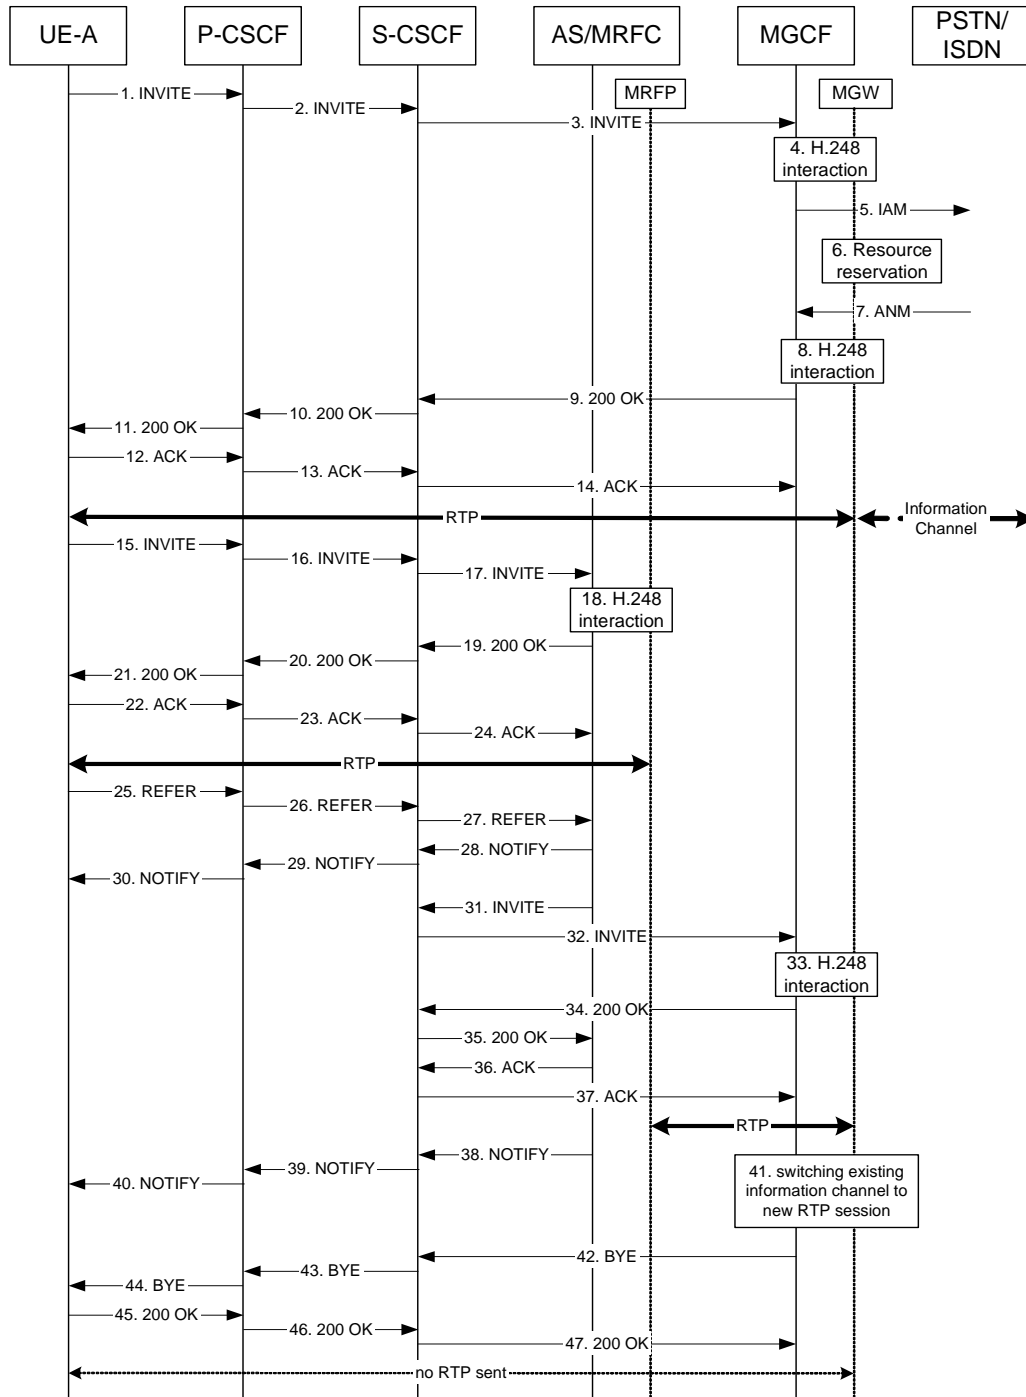 UE-A
P-CSCF
S-CSCF
AS/MRFC
MGCF
PSTN/
ISDN
MRFP
MGW
1. INVITE
2. INVITE
3. INVITE
4. H.248
interaction
5. IAM
6. Resource
reservation
7. ANM
8. H.248
interaction
9. 200 OK
10. 200 OK
11. 200 OK
12. ACK
13. ACK
14. ACK
RTP
Information
Channel
15. INVITE
16. INVITE
17. INVITE
18. H.248
interaction
19. 200 OK
20. 200 OK
21. 200 OK
22. ACK
23. ACK
24. ACK
RTP
25. REFER
26. REFER
27. REFER
28. NOTIFY
29. NOTIFY
30. NOTIFY
31. INVITE
32. INVITE
33. H.248
interaction
34. 200 OK
35. 200 OK
36. ACK
37. ACK
RTP
38. NOTIFY
39. NOTIFY
40. NOTIFY
41. switching existing
information channel to
new RTP session
42. BYE
43. BYE
44. BYE
45. 200 OK
46. 200 OK
47. 200 OK
no RTP sent